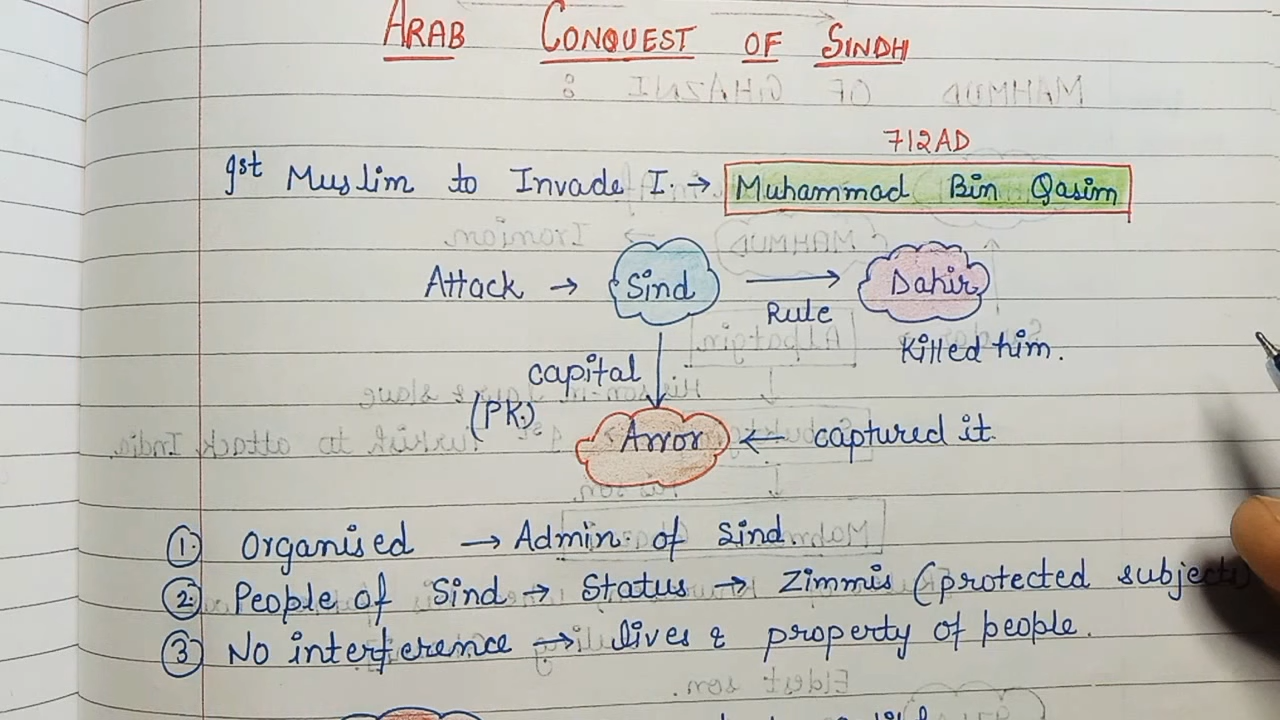 ARAB CONQUEST OF SINDH
712AD
1st Muslim to Invade I. → Muhammad Bin Qasim
Attack → Sind → Dahir
Rule
Killed him.
capital
(PK.)
Arror ← captured it.
1. Organised → Admin. of Sind
2. People of Sind → Status → Zimmis (protected subjects
3. No interference → lives & property of people.